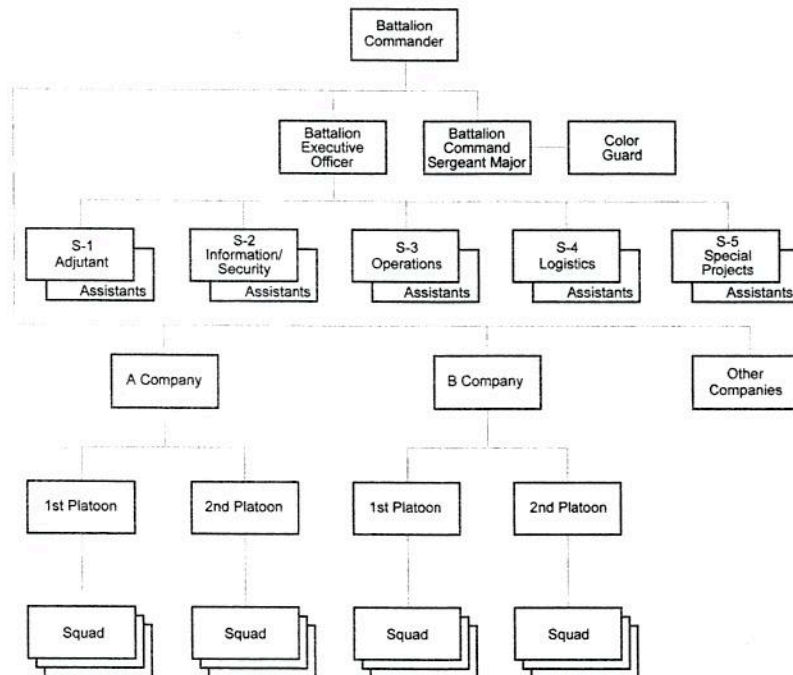 Battalion
Commander
Battalion
Executive
Officer
Battalion
Command
Sergeant Major
Color
Guard
S-1
Adjutant
Assistants
S-2
Information/
Security
Assistants
S-3
Operations
Assistants
S-4
Logistics
Assistants
S-5
Special
Projects
Assistants
A Company
B Company
Other
Companies
1st Platoon
2nd Platoon
1st Platoon
2nd Platoon
Squad
Squad
Squad
Squad